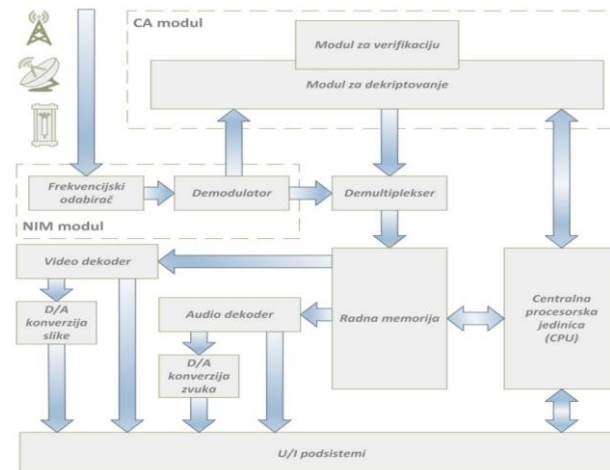 CA modul
Modul za verifikaciju
Modul za dekriptovanje
Frekvencijski
odabirač
Demodulator
Demultiplekser
NIM modul
Video dekoder
D/A
konverzija
slike
Audio dekoder
D/A
konverzija
zvuka
Radna memorija
Centralna
procesorska
jedinica
(CPU)
U/I podsistemi